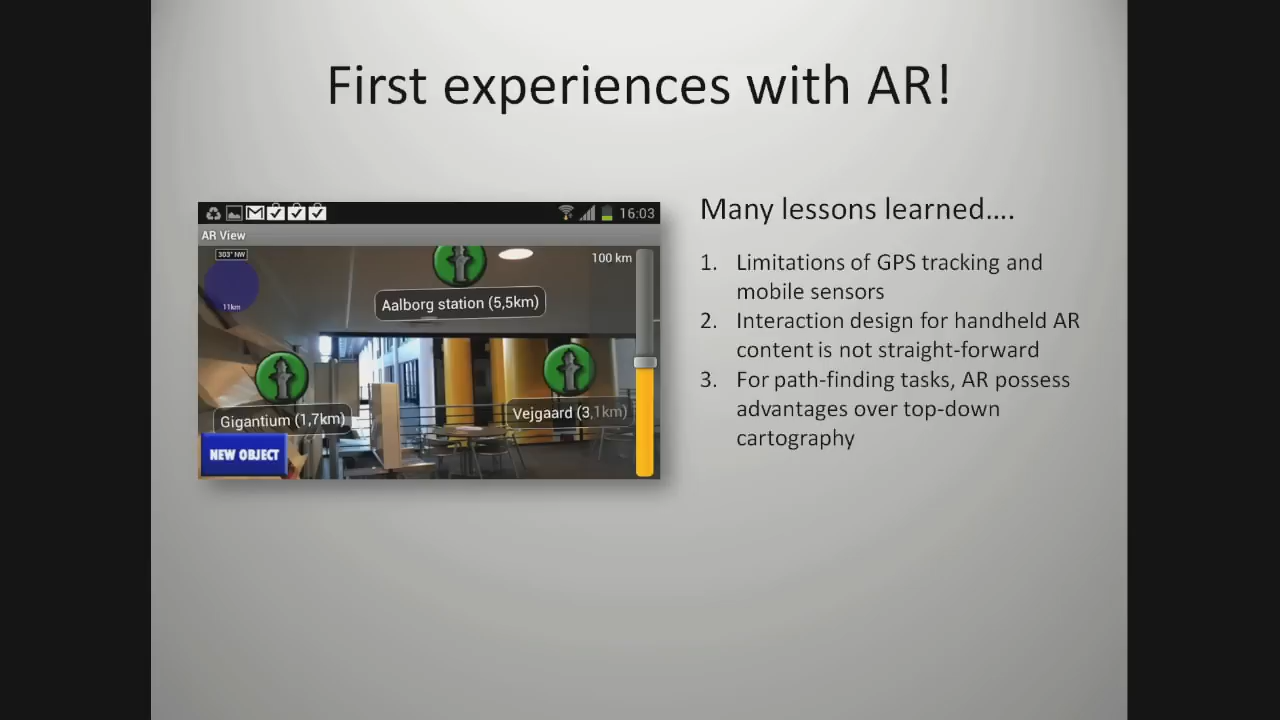 First experiences with AR!
16:03
AR View
303° NW
11km
100 km
Aalborg station (5,5km)
Gigantium (1,7km)
Vejgaard (3,1km)
NEW OBJECT
Many lessons learned....
1. Limitations of GPS tracking and
mobile sensors
2. Interaction design for handheld AR
content is not straight-forward
3. For path-finding tasks, AR possess
advantages over top-down
cartography